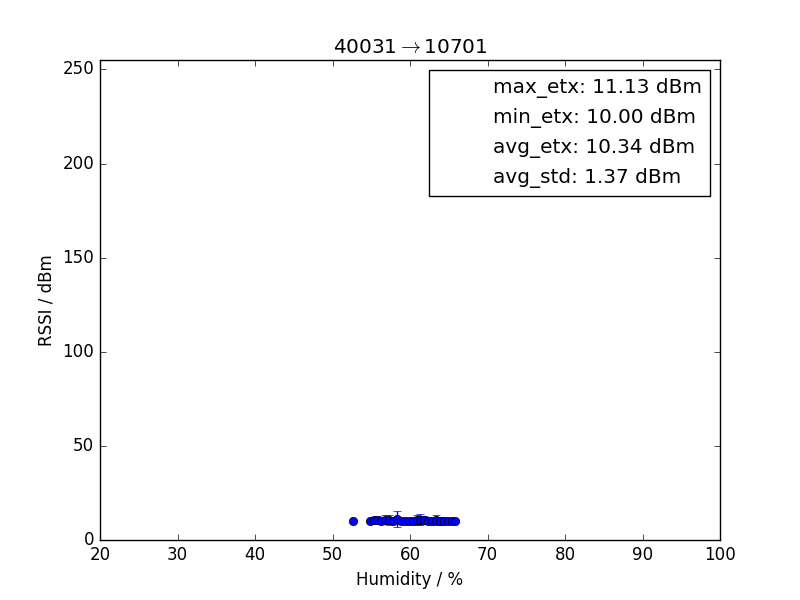 40031→10701
250
200
150
100
50
0
RSSI / dBm
max_etx: 11.13 dBm
min_etx: 10.00 dBm
avg_etx: 10.34 dBm
avg_std: 1.37 dBm
20 30 40 50 60 70 80 90 100
Humidity / %